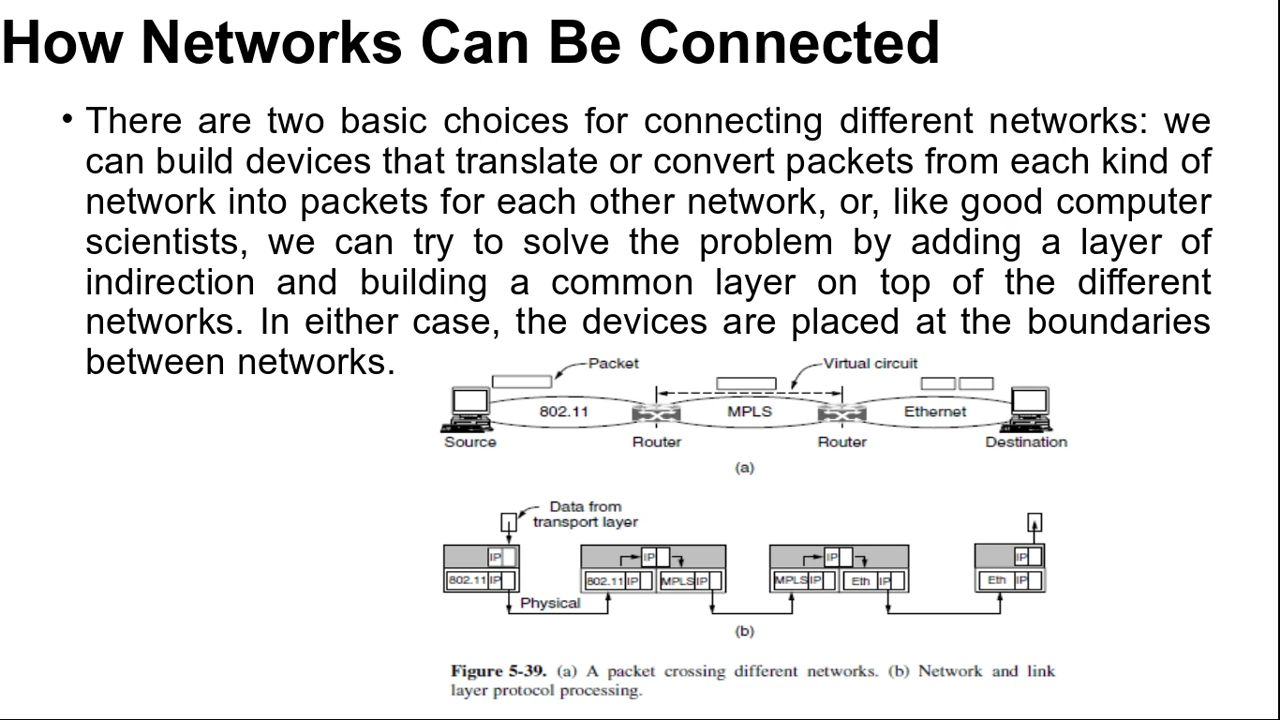 How Networks Can Be Connected
• There are two basic choices for connecting different networks: we
can build devices that translate or convert packets from each kind of
network into packets for each other network, or, like good computer
scientists, we can try to solve the problem by adding a layer of
indirection and building a common layer on top of the different
networks. In either case, the devices are placed at the boundaries
between networks.
Packet
Virtual circuit
802.11
MPLS
Ethernet
Source
Router
Router
Destination
(a)
Data from
transport layer
IP
IP
IP
IP
802.11 IP
802.11 IP
MPLS IP
MPLS IP
Eth IP
Eth IP
Physical
(b)
Figure 5-39. (a) A packet crossing different networks. (b) Network and link
layer protocol processing.